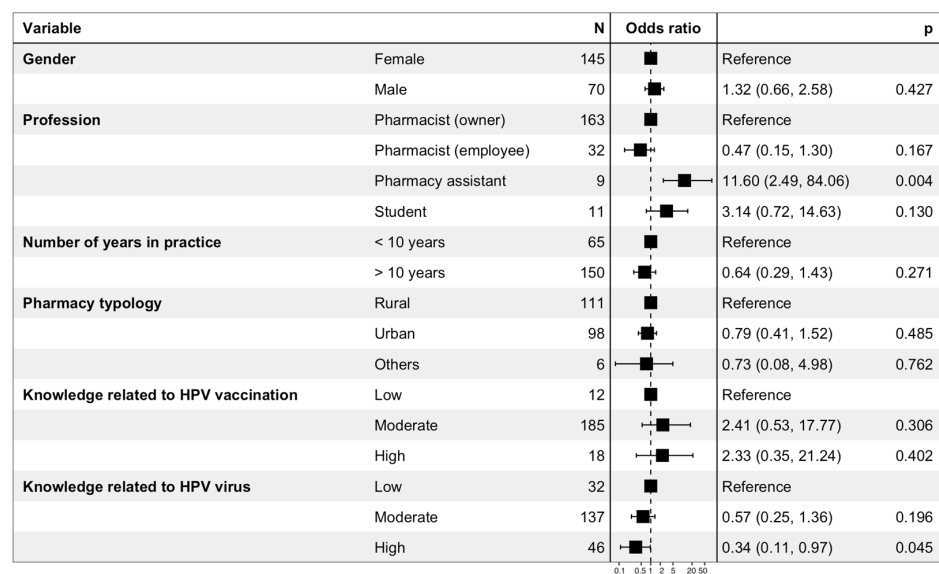 Variable N Odds ratio p
Gender Female 145 Reference
Male 70 1.32 (0.66, 2.58) 0.427
Profession Pharmacist (owner) 163 Reference
Pharmacist (employee) 32 0.47 (0.15, 1.30) 0.167
Pharmacy assistant 9 11.60 (2.49, 84.06) 0.004
Student 11 3.14 (0.72, 14.63) 0.130
Number of years in practice < 10 years 65 Reference
> 10 years 150 0.64 (0.29, 1.43) 0.271
Pharmacy typology Rural 111 Reference
Urban 98 0.79 (0.41, 1.52) 0.485
Others 6 0.73 (0.08, 4.98) 0.762
Knowledge related to HPV vaccination Low 12 Reference
Moderate 185 2.41 (0.53, 17.77) 0.306
High 18 2.33 (0.35, 21.24) 0.402
Knowledge related to HPV virus Low 32 Reference
Moderate 137 0.57 (0.25, 1.36) 0.196
High 46 0.34 (0.11, 0.97) 0.045
0.1 0.5 1 2 5 20 50